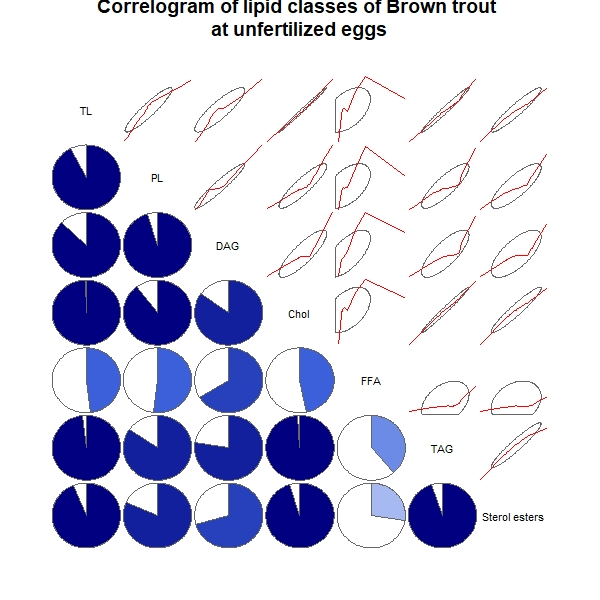 Correlogram of lipid classes of Brown trout
at unfertilized eggs
TL
PL
DAG
Chol
FFA
TAG
Sterol esters